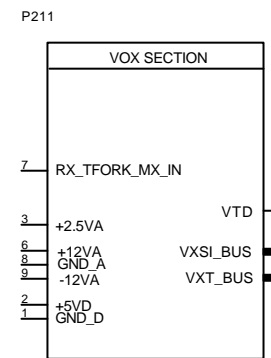 P211
VOX SECTION
7 RX_TFORK_MX_IN
VTD
3 +2.5VA
6 +12VA VXSI_BUS
8 GND_A
9 -12VA VXT_BUS
2 +5VD
1 GND_D